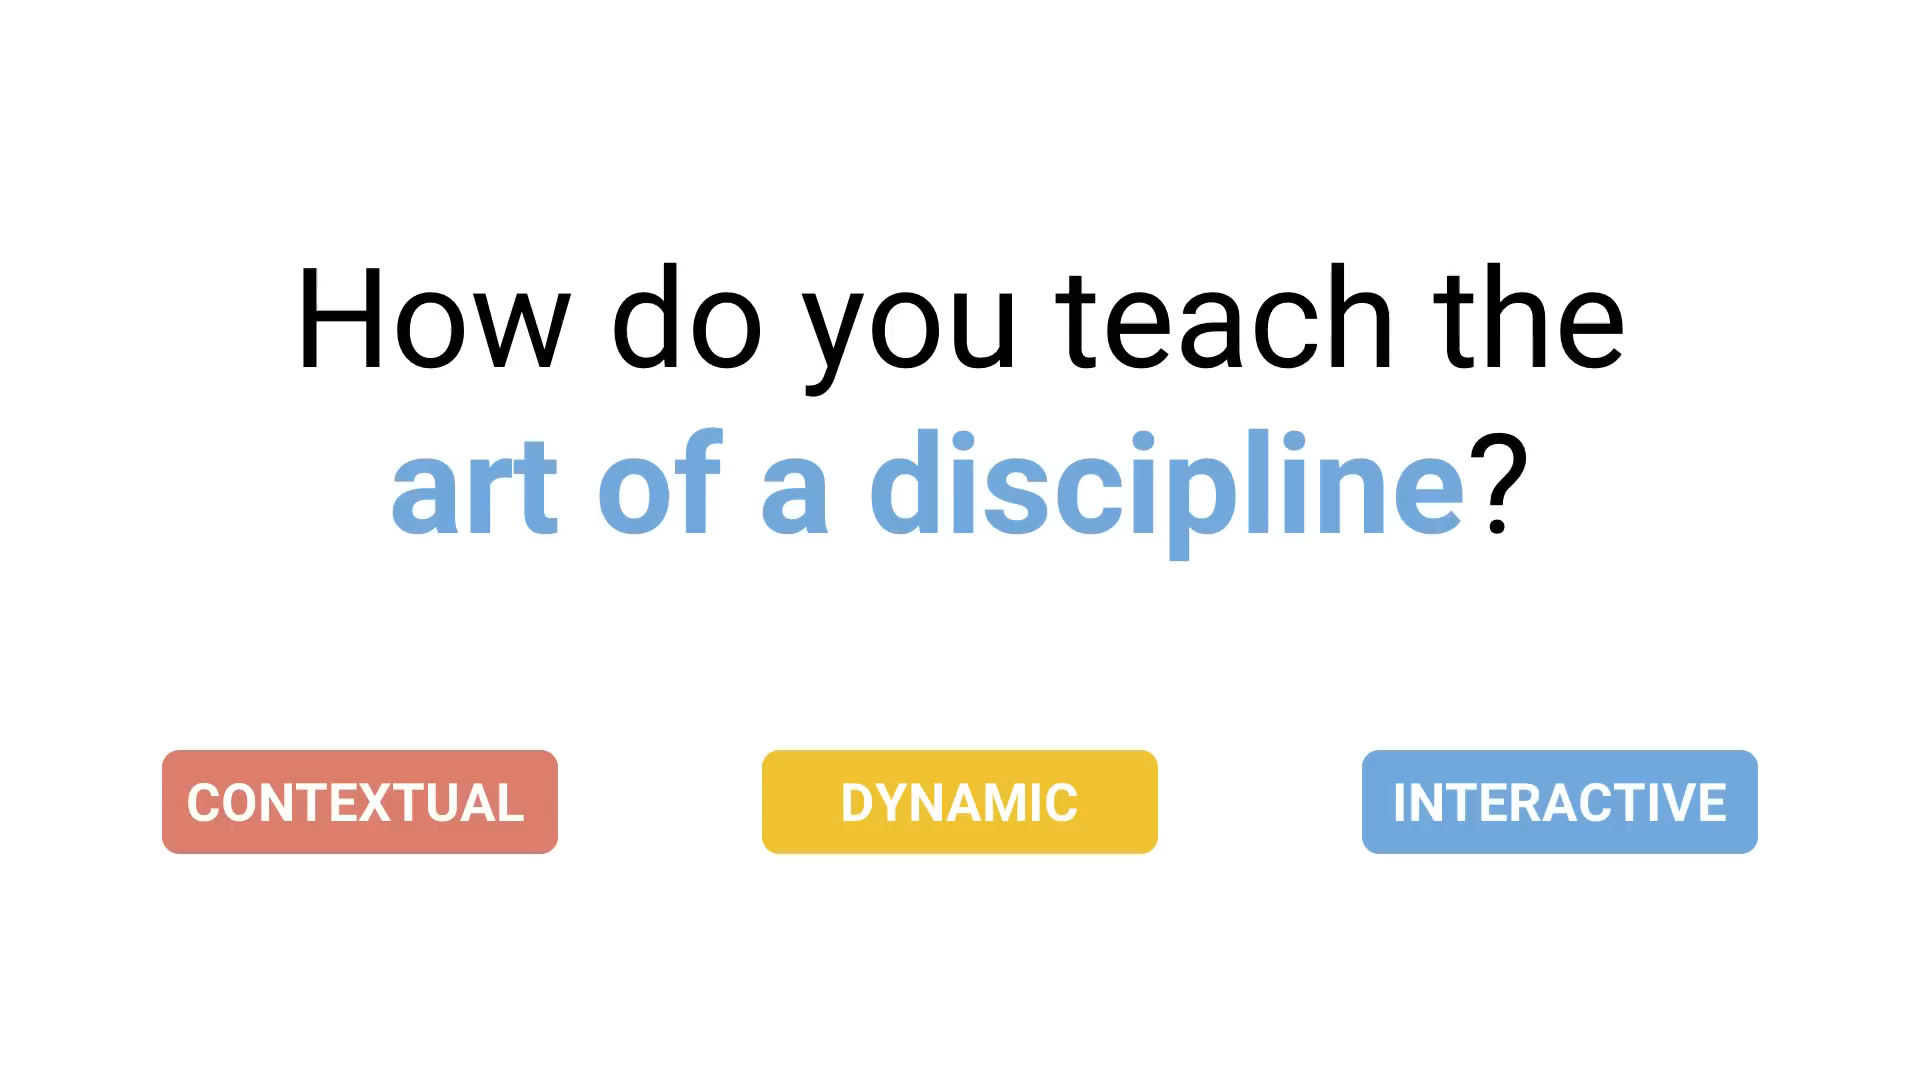 How do you teach the
art of a discipline?
CONTEXTUAL
DYNAMIC
INTERACTIVE